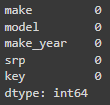 make 0
model 0
make_year 0
srp 0
key 0
dtype: int64